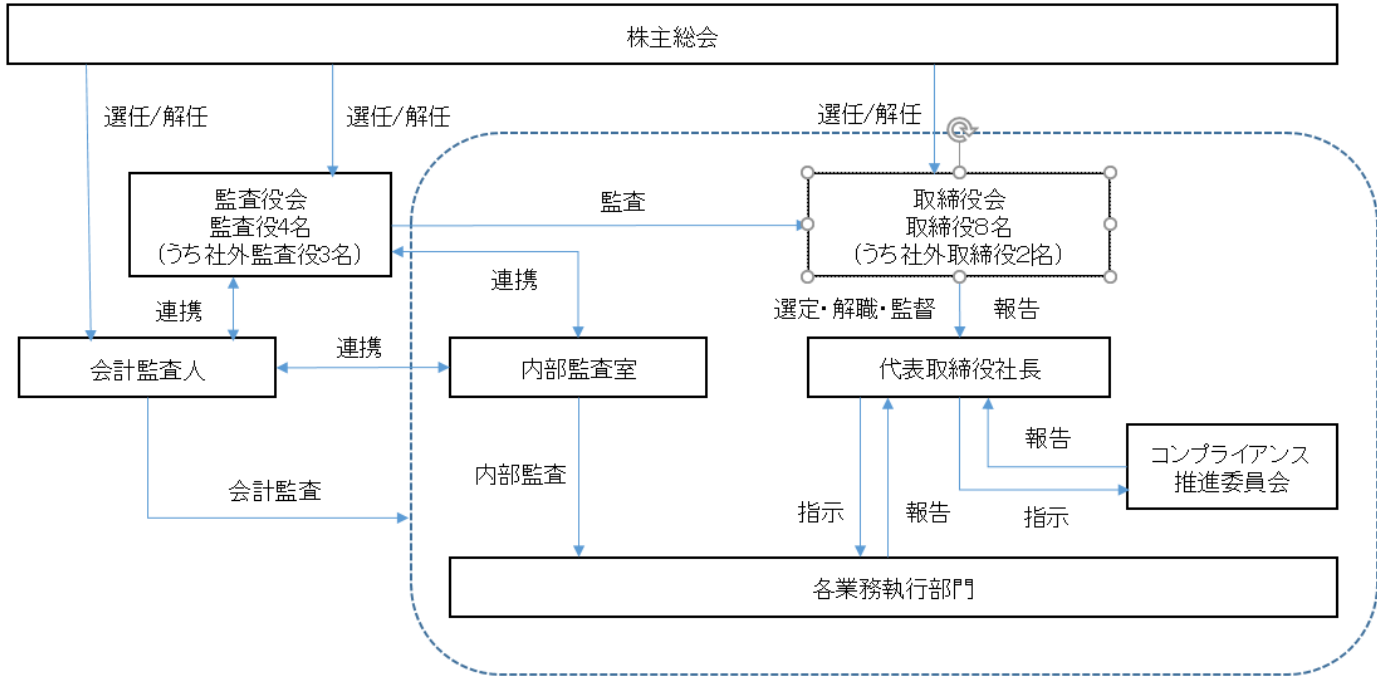 株主総会
選任/解任
選任/解任
選任/解任
監査役会
監査役4名
(うち社外監査役3名)
監査
取締役会
取締役8名
(うち社外取締役2名)
連携
連携
選定・解職・監督
報告
会計監査人
連携
内部監査室
代表取締役社長
報告
コンプライアンス
推進委員会
内部監査
会計監査
指示
報告
指示
各業務執行部門